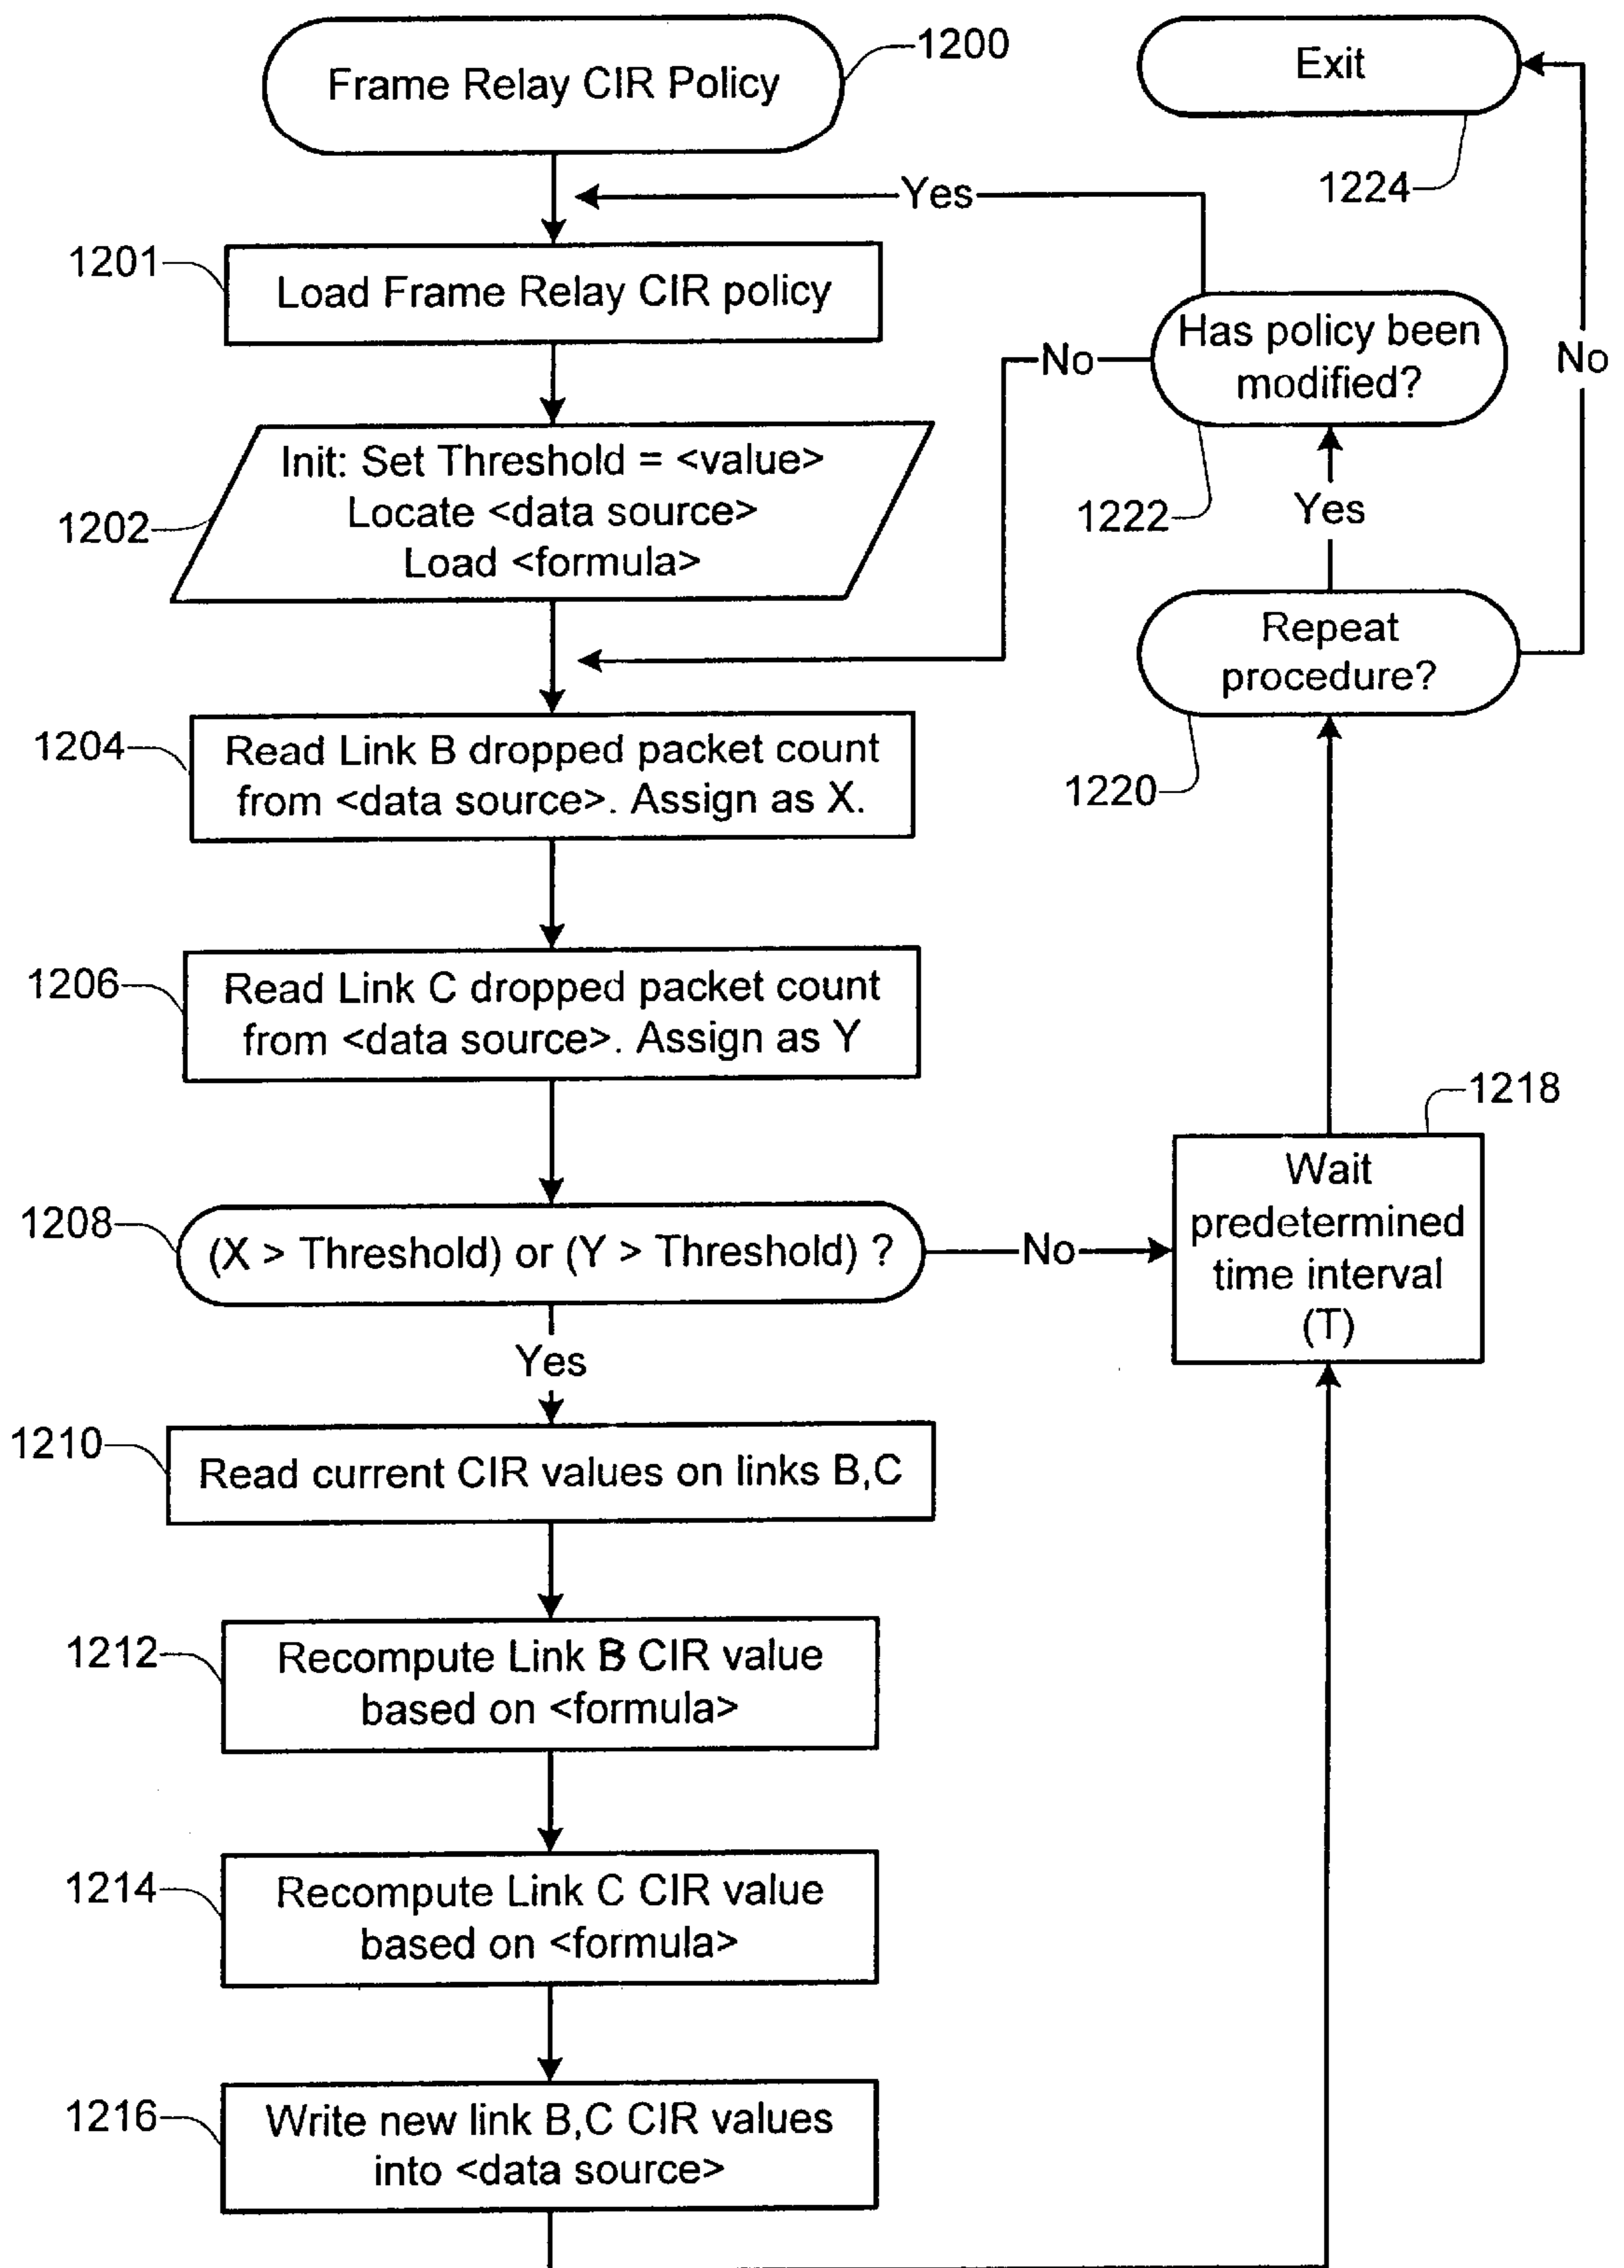 Frame Relay CIR Policy
1200
Exit
1224
Yes
1201
Load Frame Relay CIR policy
Has policy been
modified?
No
No
1222
Yes
1202
Init: Set Threshold = <value>
Locate <data source>
Load <formula>
Repeat
procedure?
1220
1204
Read Link B dropped packet count
from <data source>. Assign as X.
1206
Read Link C dropped packet count
from <data source>. Assign as Y
1218
Wait
predetermined
time interval
(T)
1208
(X > Threshold) or (Y > Threshold) ?
No
Yes
1210
Read current CIR values on links B,C
1212
Recompute Link B CIR value
based on <formula>
1214
Recompute Link C CIR value
based on <formula>
1216
Write new link B,C CIR values
into <data source>